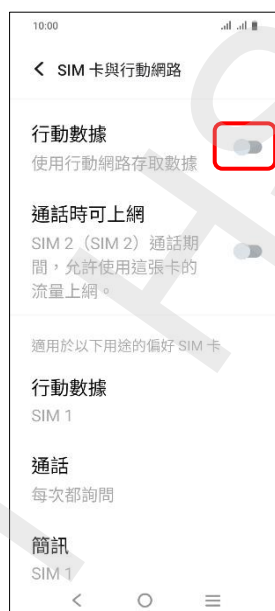 10:00
SIM 卡與行動網路
行動數據
使用行動網路存取數據
通話時可上網
SIM 2（SIM 2）通話期
間，允許使用這張卡的
流量上網。
適用於以下用途的偏好 SIM 卡
行動數據
SIM 1
通話
每次都詢問
簡訊
SIM 1